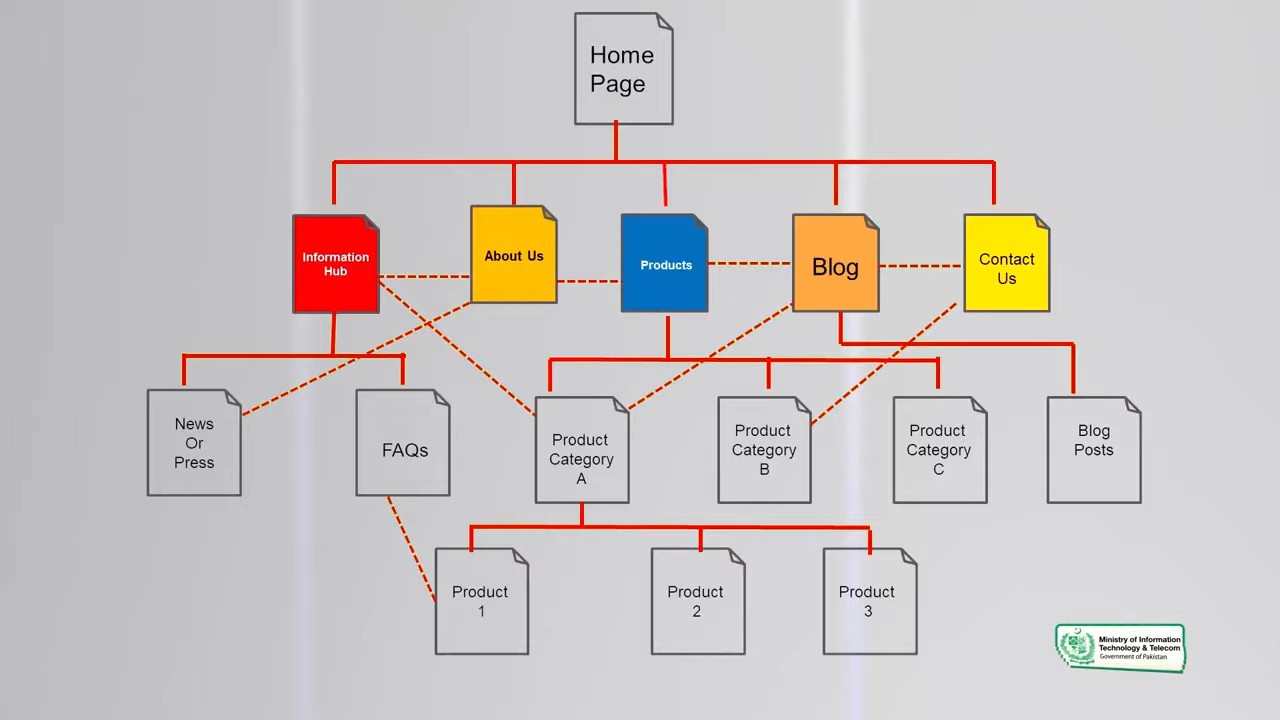 Home
Page
Information
Hub
About Us
Products
Blog
Contact
Us
News
Or
Press
FAQs
Product
Category
A
Product
Category
B
Product
Category
C
Blog
Posts
Product
1
Product
2
Product
3
Ministry of Information
Technology & Telecom
Government of Pakistan